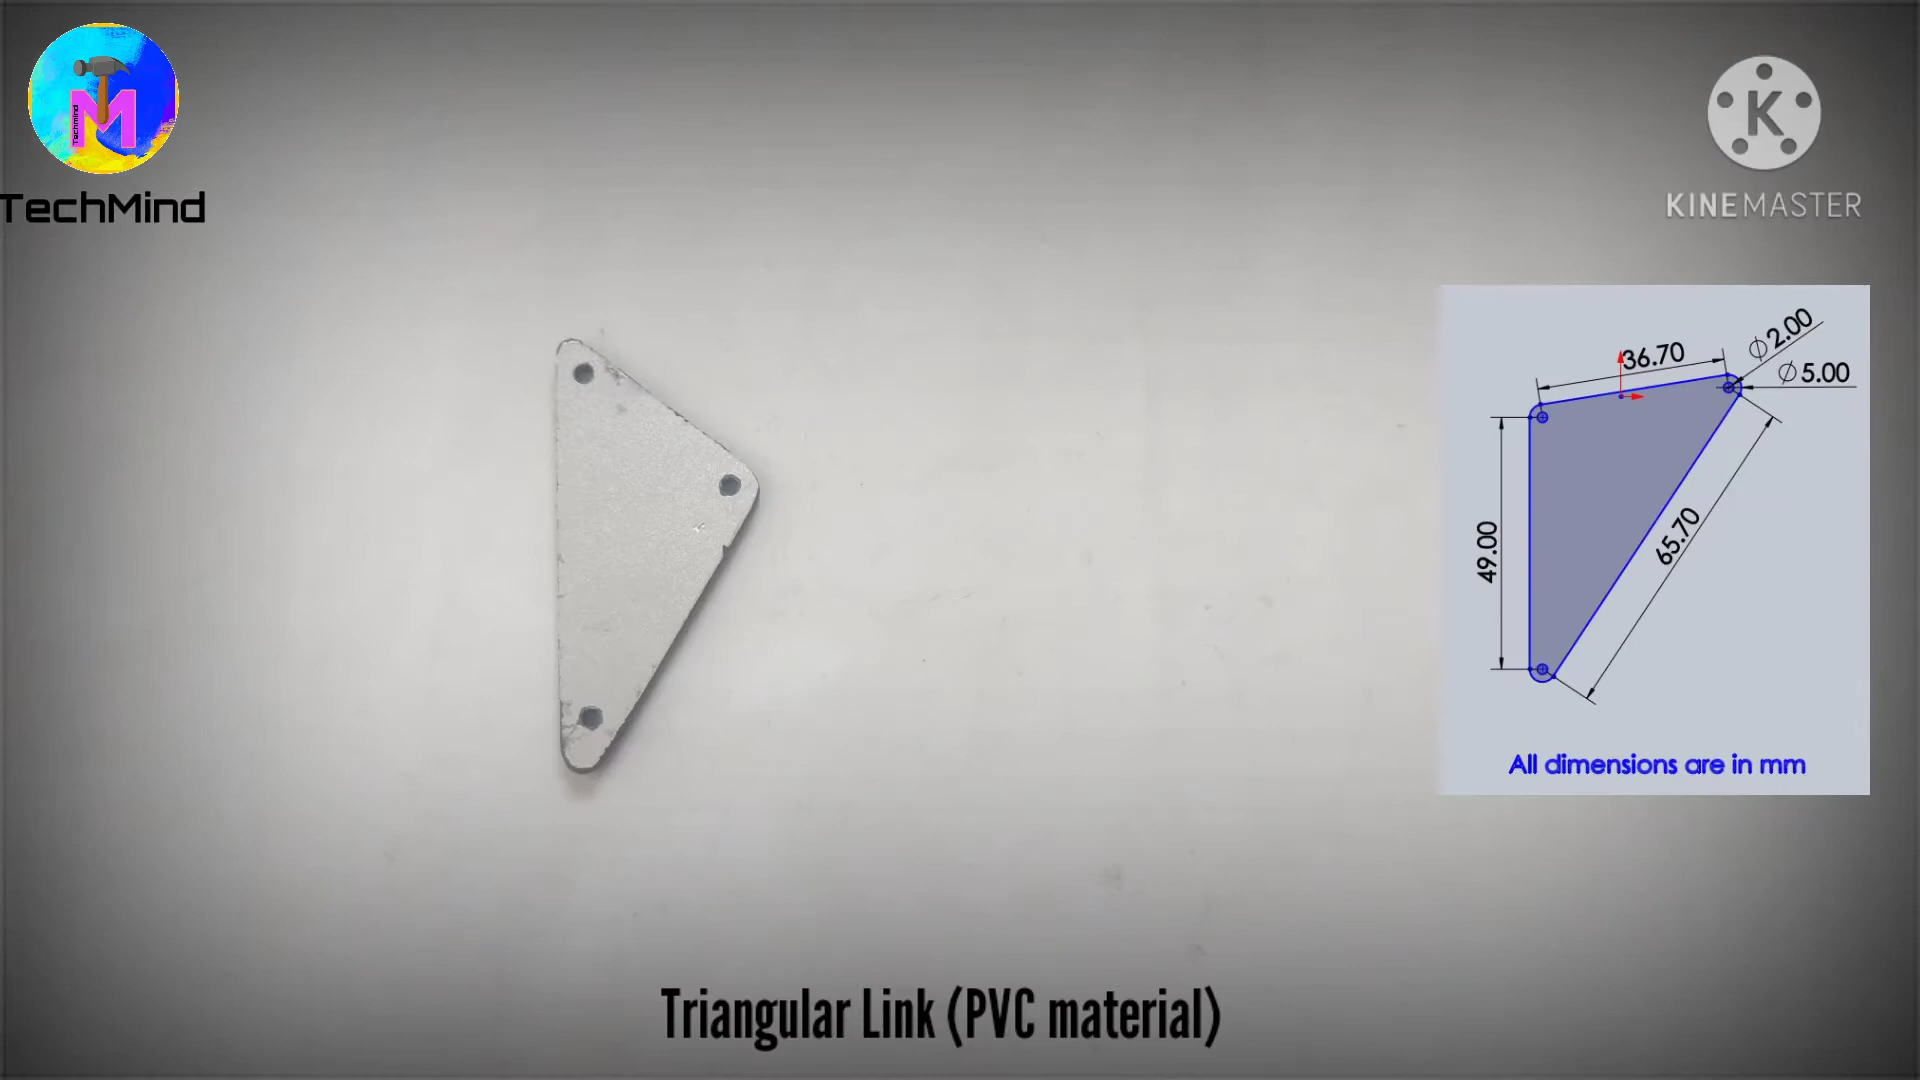 M
Techmind
TechMind
K
KINEMASTER
36.70
∅2.00
∅5.00
49.00
65.70
All dimensions are in mm
Triangular Link (PVC material)